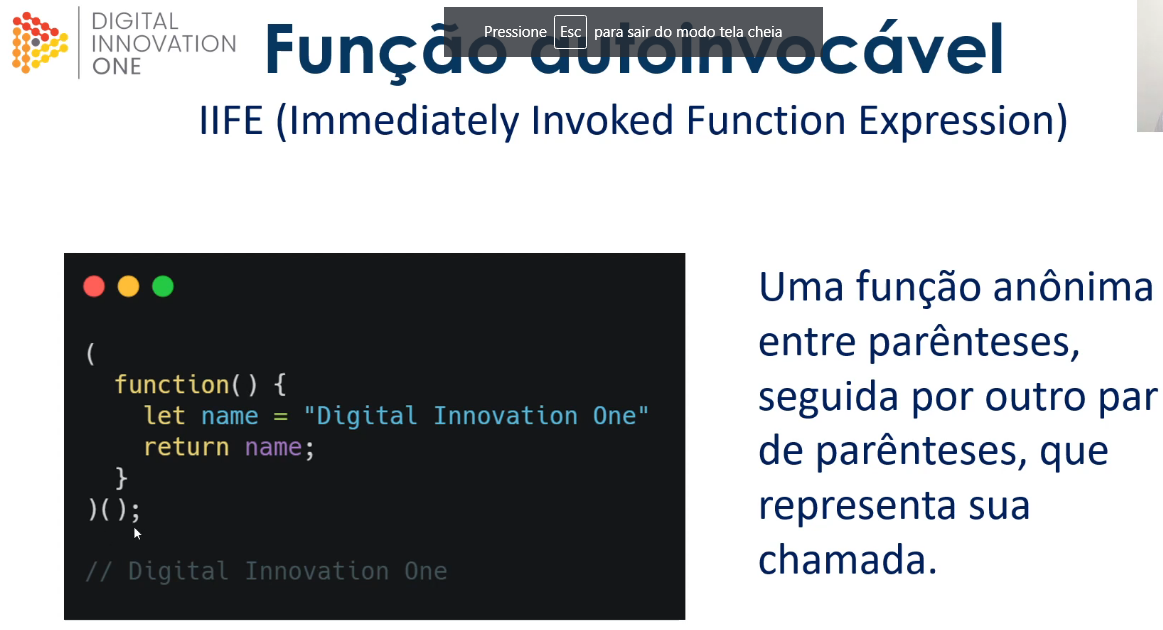 DIGITAL
INNOVATION
ONE
Pressione Esc para sair do modo tela cheia
Função autoinvocável
IIFE (Immediately Invoked Function Expression)
(
function() {
let name = "Digital Innovation One"
return name;
}
)();
// Digital Innovation One
Uma função anônima
entre parênteses,
seguida por outro par
de parênteses, que
representa sua
chamada.